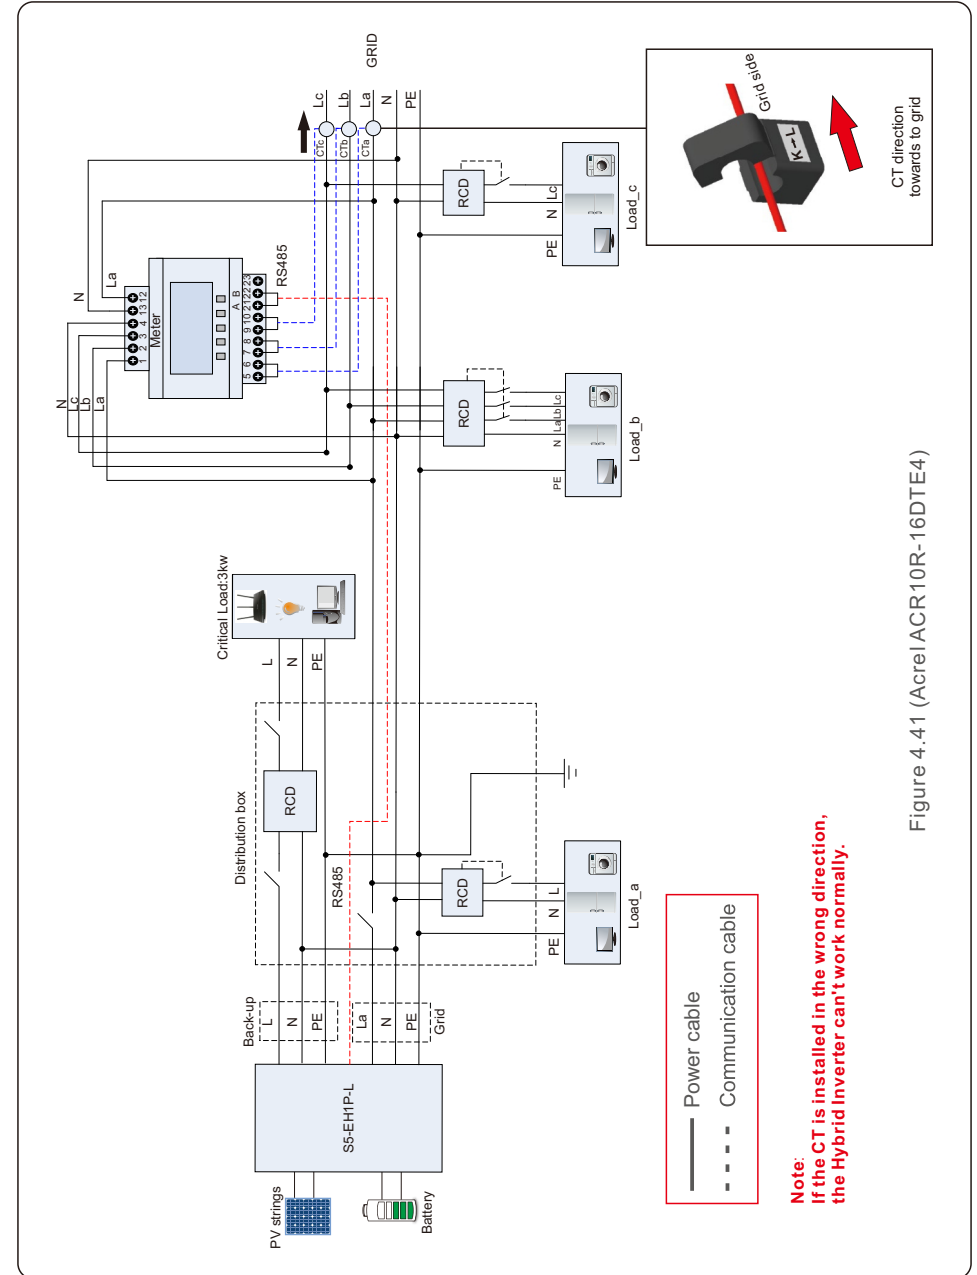 GRID
Lc
Lb
La
N
PE
CTc
CTb
CTa
Grid side
K→L
CT direction
towards to grid
RCD
Lc
N
PE
Load_c
La
N
12
13
4
3
2
1
Meter
23
22
21
10
9
8
7
6
5
B
A
RS485
N
Lc
Lb
La
RCD
Lc
Lb
La
N
PE
Load_b
Critical Load:3kw
L
N
PE
Distribution box
RCD
RS485
RCD
L
N
PE
Load_a
Back-up
L
N
PE
La
N
PE
Grid
S5-EH1P-L
PV strings
Battery
Power cable
Communication cable
Note:
If the CT is installed in the wrong direction,
the Hybrid Inverter can't work normally.
Figure 4.41 (Acrel ACR10R-16DTE4)